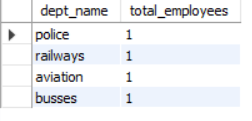 dept_name total_employees
police 1
railways 1
aviation 1
busses 1